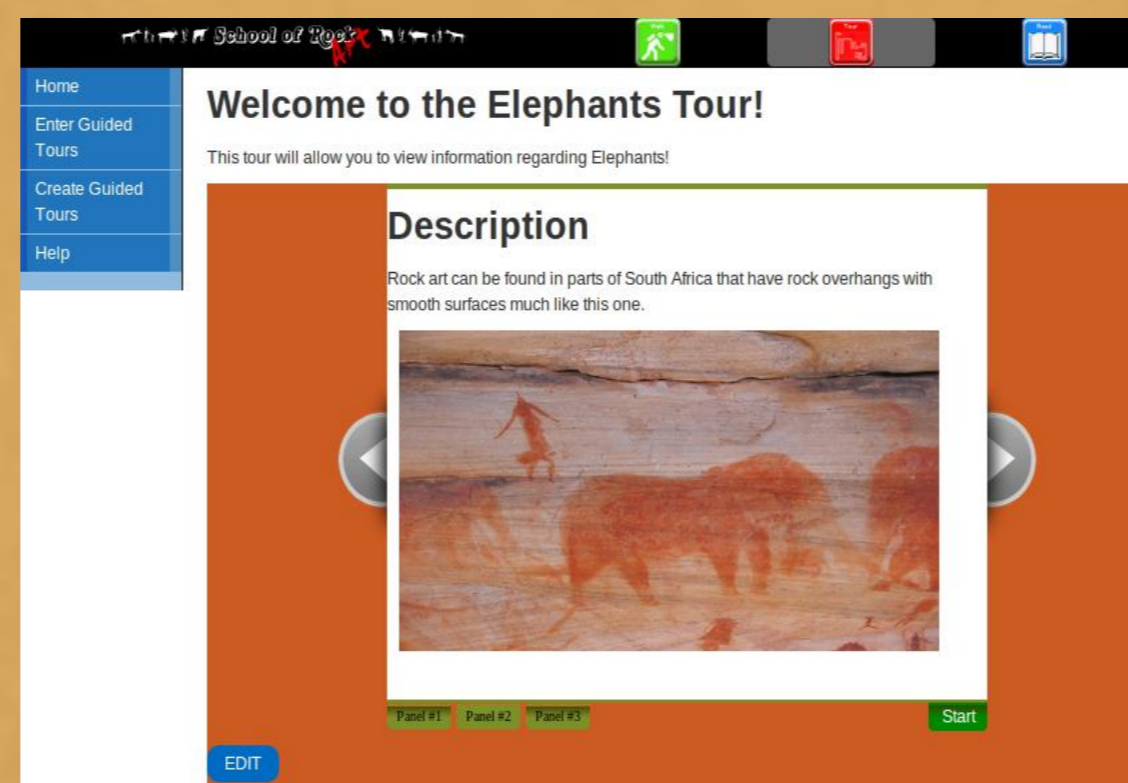 School of Rock
ART
Visit
Tour
Read
Home
Enter Guided
Tours
Create Guided
Tours
Help
Welcome to the Elephants Tour!
This tour will allow you to view information regarding Elephants!
Description
Rock art can be found in parts of South Africa that have rock overhangs with
smooth surfaces much like this one.
Panel #1
Panel #2
Panel #3
Start
EDIT